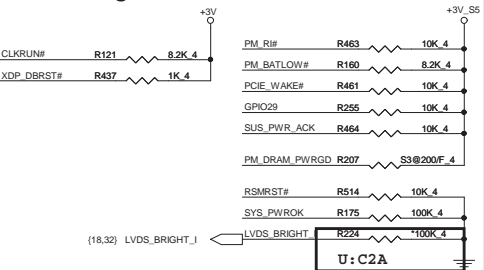 +3V
CLKRUN# R121 8.2K_4
XDP_DBRST# R437 1K_4
+3V_S5
PM_RI# R463 10K_4
PM_BATLOW# R160 8.2K_4
PCIE_WAKE# R461 10K_4
GPIO29 R255 10K_4
SUS_PWR_ACK R464 10K_4
PM_DRAM_PWRGD R207 S3@200/F_4
RSMRST# R514 10K_4
SYS_PWROK R175 100K_4
{18,32} LVDS_BRIGHT_I LVDS_BRIGHT_I R224 *100K_4
U:C2A